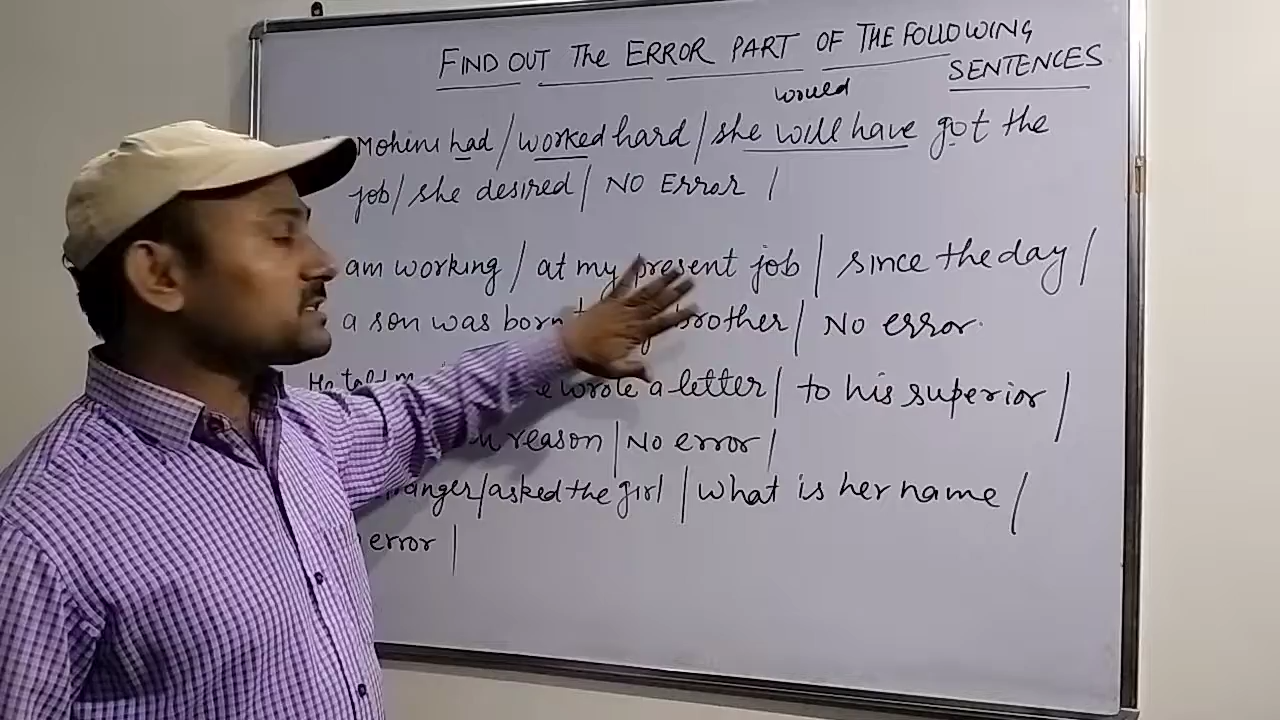 FIND OUT The ERROR PART OF THE FOLLOWING
SENTENCES
would
Mohini had / worked hard / she will have got the
job / she desired / NO ERROR /
am working / at my present job / since the day /
a son was born brother / No error.
He told wrote a letter / to his superior /
reason / No error /
asked the girl / what is her name /
error /